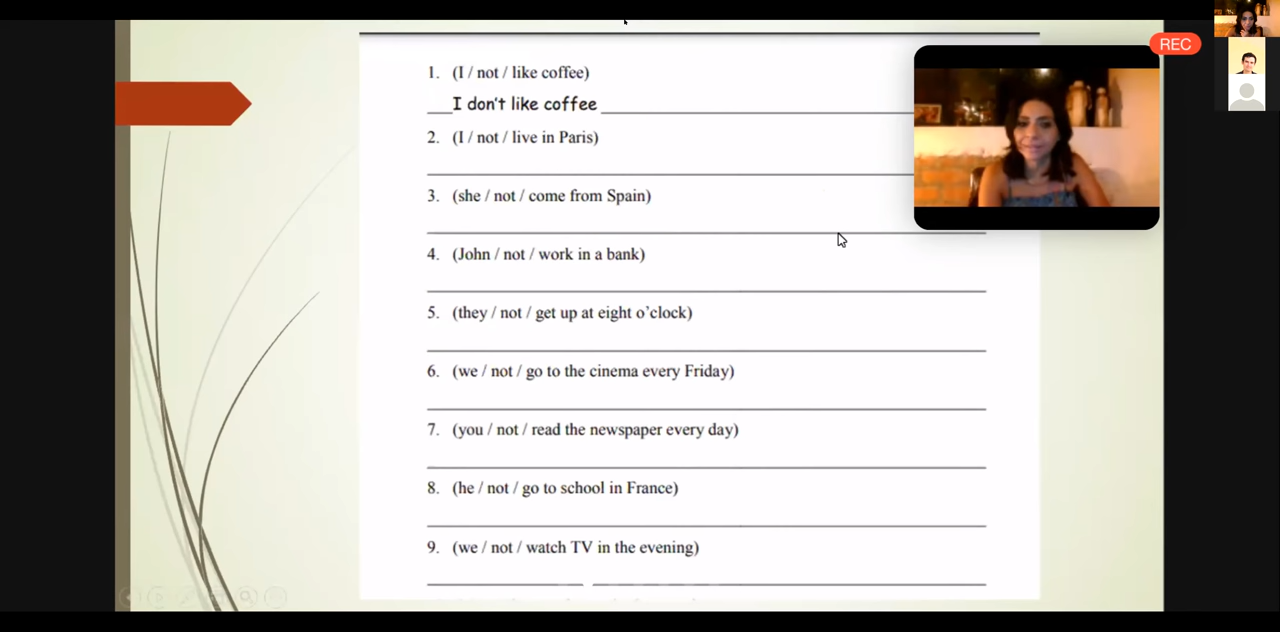 REC
1. (I / not / like coffee)
___I don't like coffee___
2. (I / not / live in Paris)
3. (she / not / come from Spain)
4. (John / not / work in a bank)
5. (they / not / get up at eight o’clock)
6. (we / not / go to the cinema every Friday)
7. (you / not / read the newspaper every day)
8. (he / not / go to school in France)
9. (we / not / watch TV in the evening)